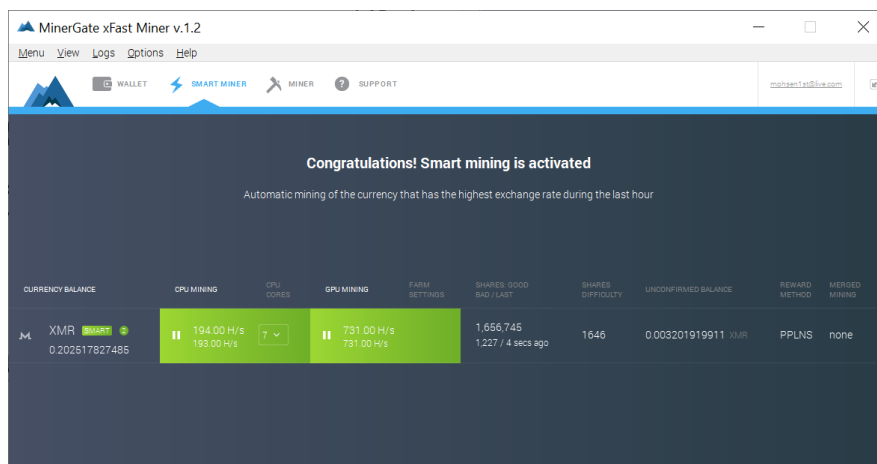 MinerGate xFast Miner v.1.2
Menu View Logs Options Help
WALLET SMART MINER MINER SUPPORT mohsen1st@live.com
Congratulations! Smart mining is activated
Automatic mining of the currency that has the highest exchange rate during the last hour
CURRENCY BALANCE CPU MINING CPU CORES GPU MINING FARM SETTINGS SHARES: GOOD BAD / LAST SHARES DIFFICULTY UNCONFIRMED BALANCE REWARD METHOD MERGED MINING
XMR SMART 2 194.00 H/s 7 731.00 H/s 1,656,745 1646 0.003201919911 XMR PPLNS none
0.202517827485 193.00 H/s 731.00 H/s 1,227 / 4 secs ago